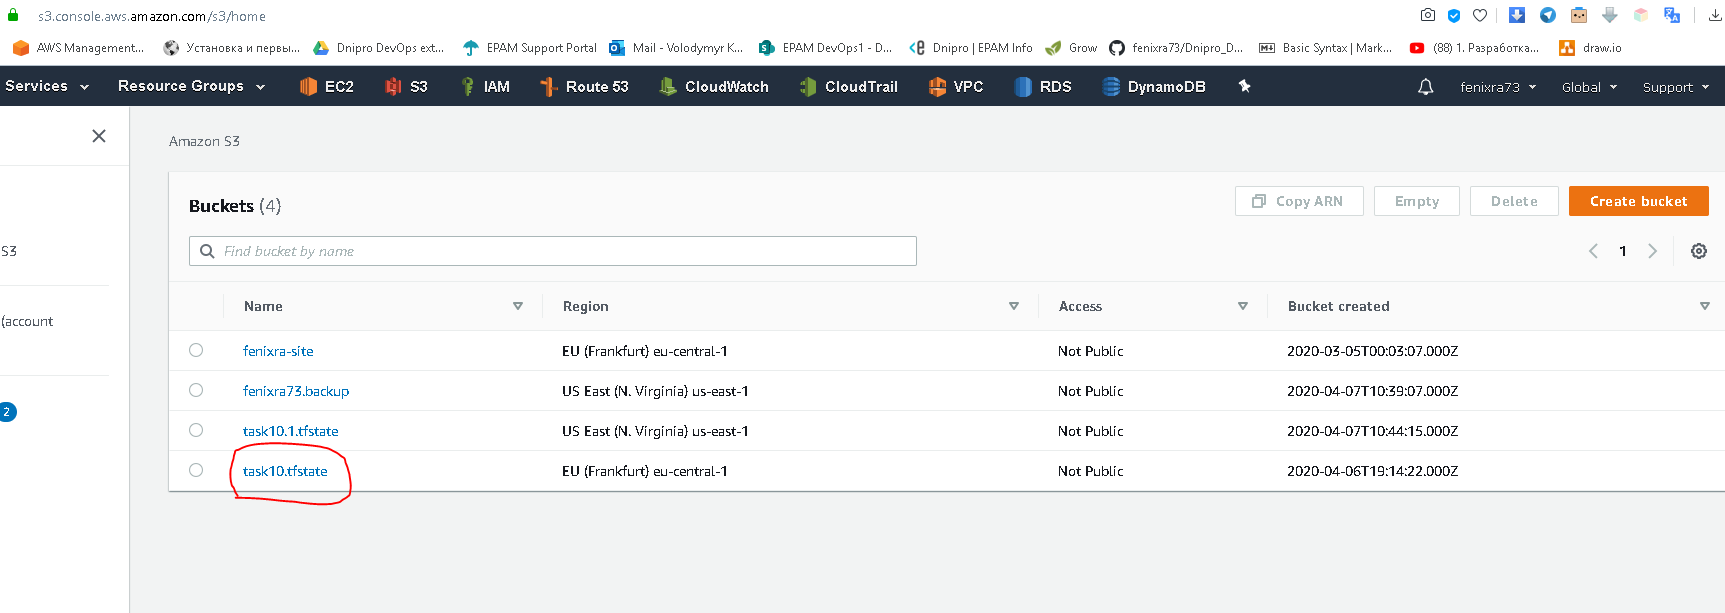 s3.console.aws.amazon.com/s3/home
AWS Management... Установка и первы... Dnipro DevOps ext... EPAM Support Portal Mail - Volodymyr K... EPAM DevOps1 - D... Dnipro | EPAM Info Grow fenixra73/Dnipro_D... Basic Syntax | Mark... (88) 1. Разработка... draw.io
Services Resource Groups EC2 S3 IAM Route 53 CloudWatch CloudTrail VPC RDS DynamoDB fenixra73 Global Support
Amazon S3
Buckets (4) Copy ARN Empty Delete Create bucket
S3
Find bucket by name 1
Name Region Access Bucket created
(account
fenixra-site EU (Frankfurt) eu-central-1 Not Public 2020-03-05T00:03:07.000Z
fenixra73.backup US East (N. Virginia) us-east-1 Not Public 2020-04-07T10:39:07.000Z
2
task10.1.tfstate US East (N. Virginia) us-east-1 Not Public 2020-04-07T10:44:15.000Z
task10.tfstate EU (Frankfurt) eu-central-1 Not Public 2020-04-06T19:14:22.000Z